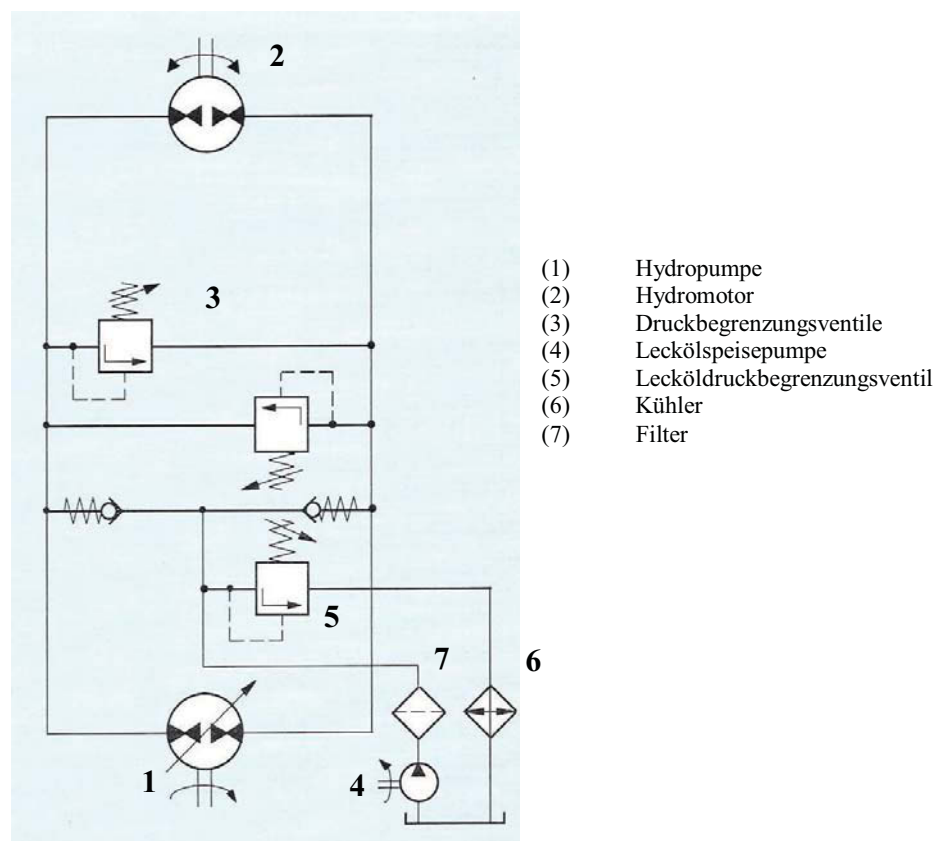 2
3
5
7
6
1
4
(1) Hydropumpe
(2) Hydromotor
(3) Druckbegrenzungsventile
(4) Leckölspeisepumpe
(5) Lecköldruckbegrenzungsventil
(6) Kühler
(7) Filter